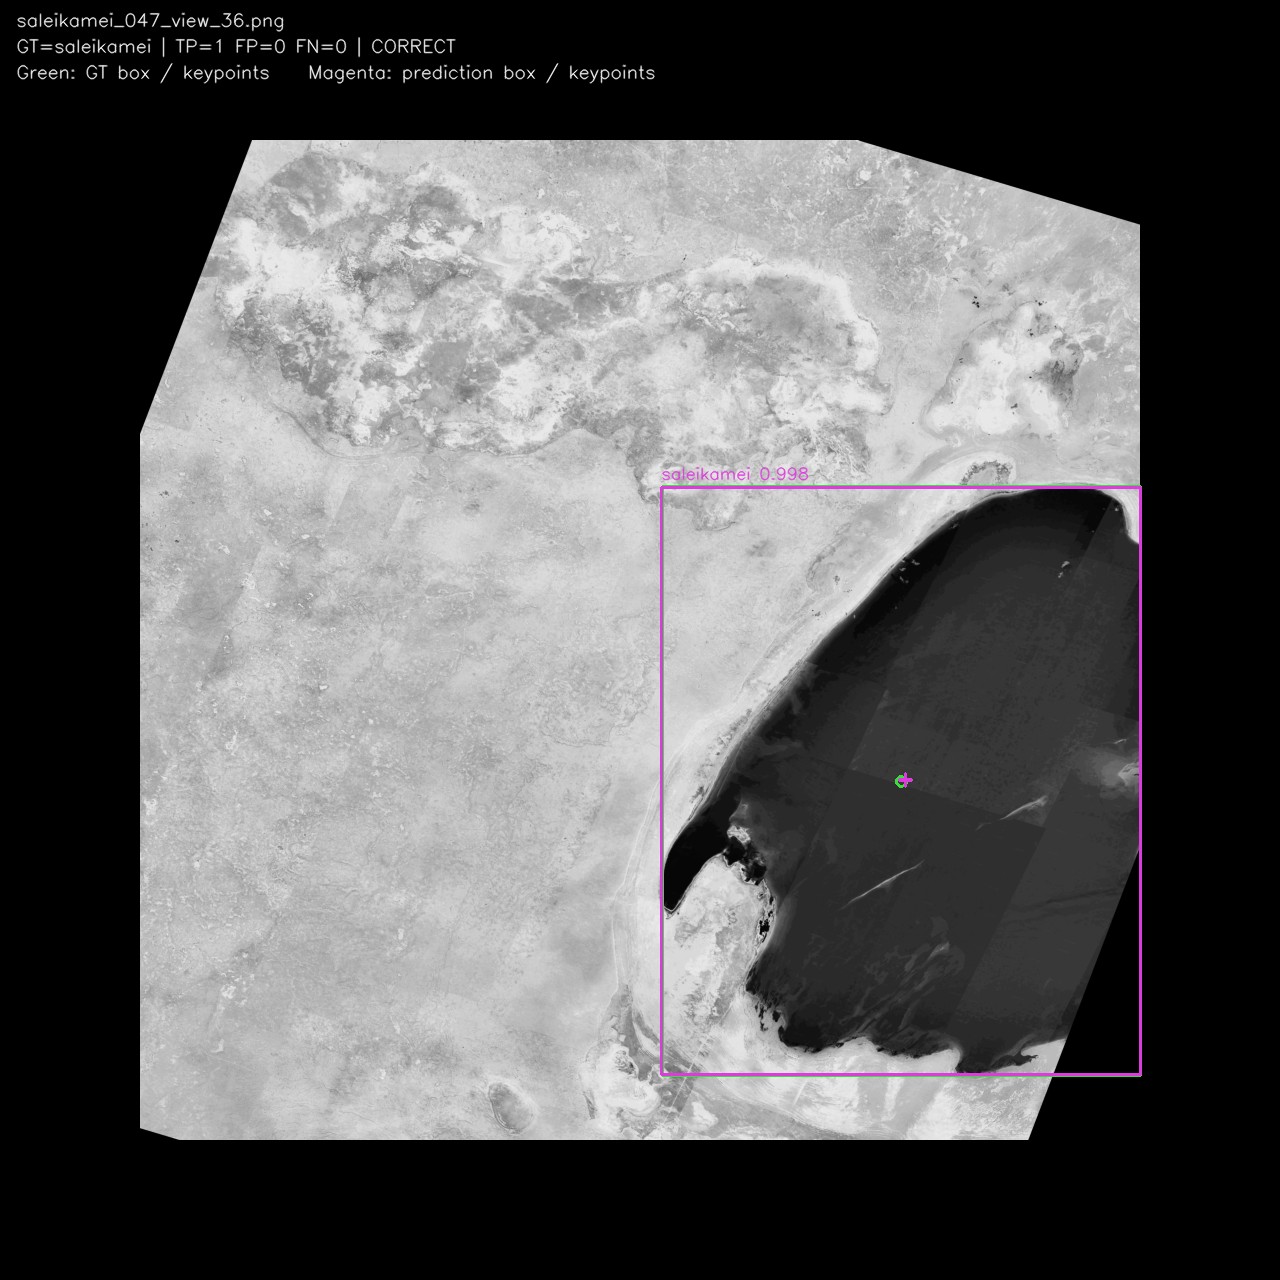 saleikamei_047_view_36.png
GT=saleikamei | TP=1 FP=0 FN=0 | CORRECT
Green: GT box / keypoints Magenta: prediction box / keypoints
saleikamei 0.998